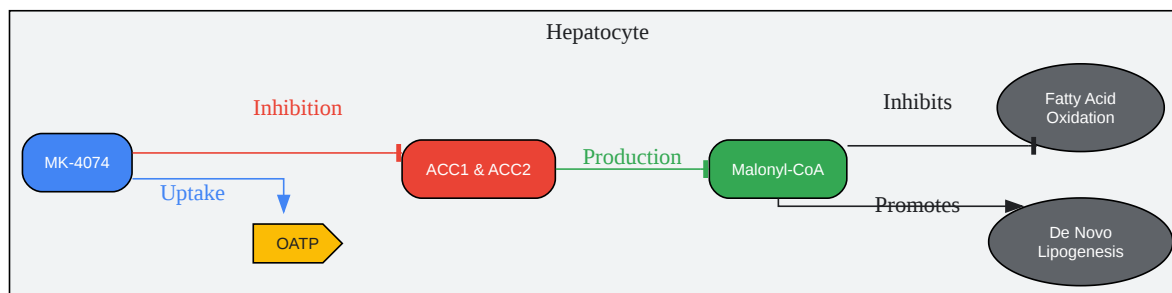 Hepatocyte
Inhibition
Inhibits
Fatty Acid
Oxidation
MK-4074
ACC1 & ACC2
Production
Malonyl-CoA
Uptake
Promotes
OATP
De Novo
Lipogenesis